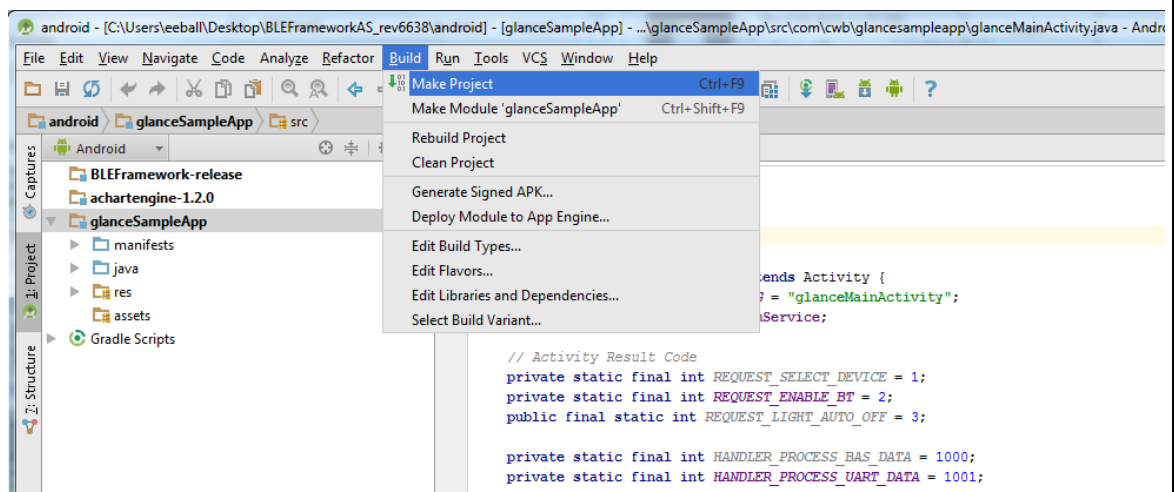 android - [C:\Users\eeball\Desktop\BLEFrameworkAS_rev6638\android] - [glanceSampleApp] - ...\glanceSampleApp\src\com\cwb\glancesampleapp\glanceMainActivity.java - Andro
File Edit View Navigate Code Analyze Refactor Build Run Tools VCS Window Help
Make Project Ctrl+F9
Make Module 'glanceSampleApp' Ctrl+Shift+F9
Rebuild Project
Clean Project
Generate Signed APK...
Deploy Module to App Engine...
Edit Build Types...
Edit Flavors...
Edit Libraries and Dependencies...
Select Build Variant...
android glanceSampleApp src
Captures
1: Project
7: Structure
Android
BLEFramework-release
achartengine-1.2.0
glanceSampleApp
manifests
java
res
assets
Gradle Scripts
tends Activity {
= "glanceMainActivity";
Service;
// Activity Result Code
private static final int REQUEST_SELECT_DEVICE = 1;
private static final int REQUEST_ENABLE_BT = 2;
public final static int REQUEST_LIGHT_AUTO_OFF = 3;
private static final int HANDLER_PROCESS_BAS_DATA = 1000;
private static final int HANDLER_PROCESS_UART_DATA = 1001;